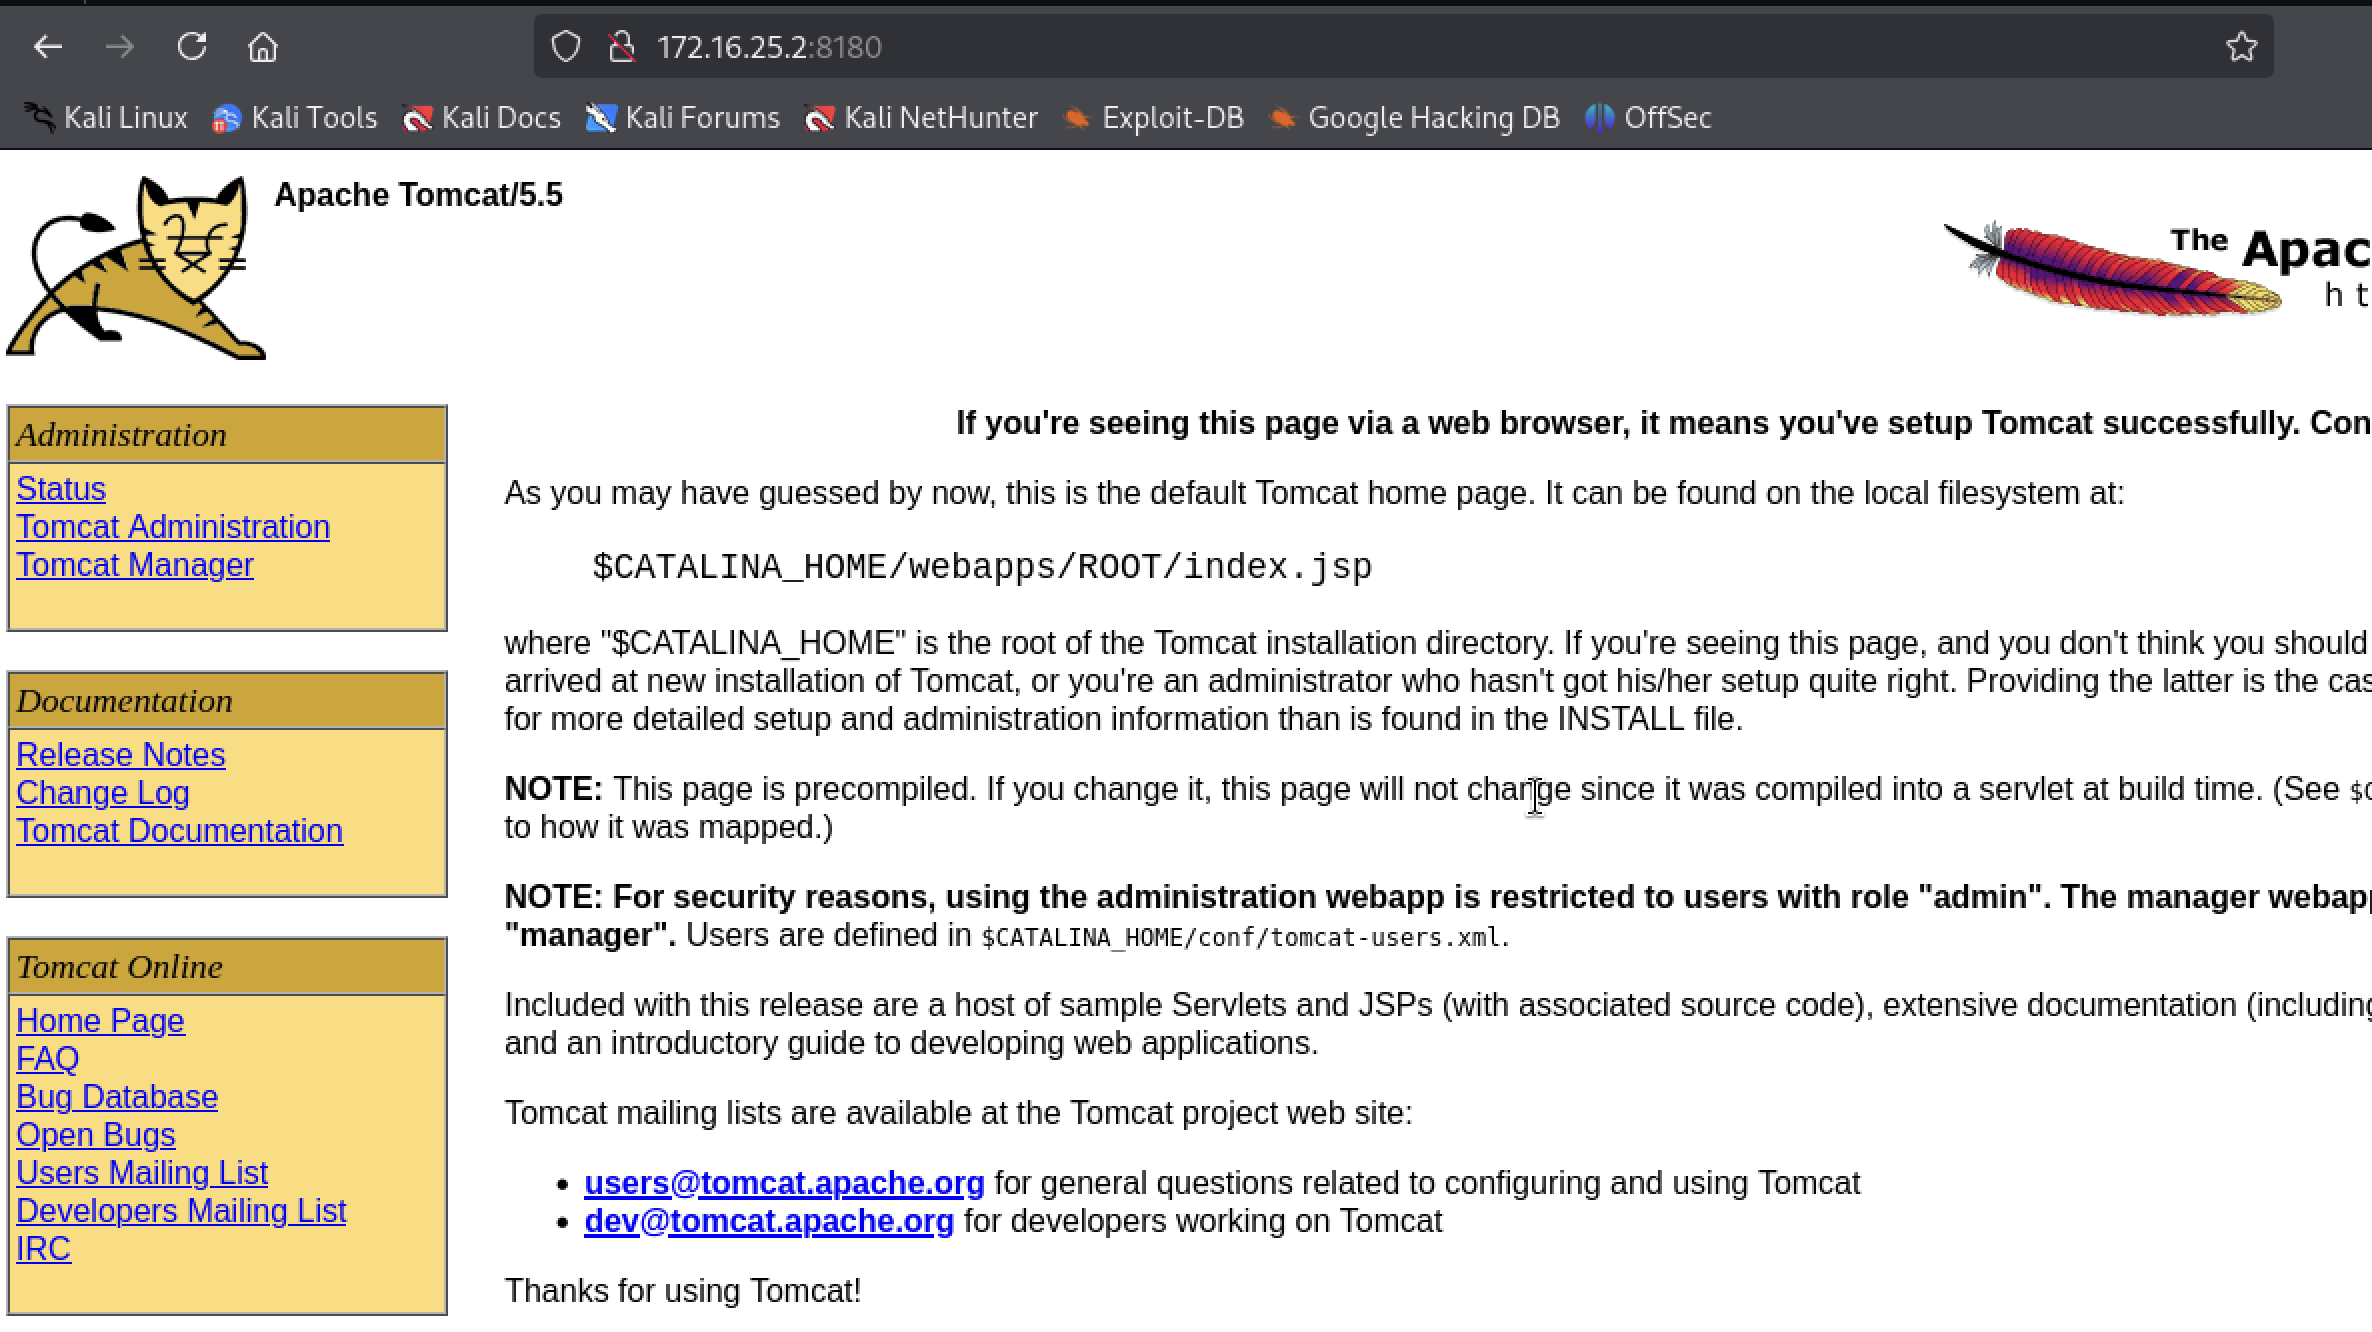 172.16.25.2:8180
Kali Linux Kali Tools Kali Docs Kali Forums Kali NetHunter Exploit-DB Google Hacking DB OffSec
Apache Tomcat/5.5
The Apac
ht
Administration
Status
Tomcat Administration
Tomcat Manager
Documentation
Release Notes
Change Log
Tomcat Documentation
Tomcat Online
Home Page
FAQ
Bug Database
Open Bugs
Users Mailing List
Developers Mailing List
IRC
If you're seeing this page via a web browser, it means you've setup Tomcat successfully. Con
As you may have guessed by now, this is the default Tomcat home page. It can be found on the local filesystem at:
$CATALINA_HOME/webapps/ROOT/index.jsp
where "$CATALINA_HOME" is the root of the Tomcat installation directory. If you're seeing this page, and you don't think you should
arrived at new installation of Tomcat, or you're an administrator who hasn't got his/her setup quite right. Providing the latter is the cas
for more detailed setup and administration information than is found in the INSTALL file.
NOTE: This page is precompiled. If you change it, this page will not change since it was compiled into a servlet at build time. (See $c
to how it was mapped.)
NOTE: For security reasons, using the administration webapp is restricted to users with role "admin". The manager webapp
"manager". Users are defined in $CATALINA_HOME/conf/tomcat-users.xml.
Included with this release are a host of sample Servlets and JSPs (with associated source code), extensive documentation (including
and an introductory guide to developing web applications.
Tomcat mailing lists are available at the Tomcat project web site:
• users@tomcat.apache.org for general questions related to configuring and using Tomcat
• dev@tomcat.apache.org for developers working on Tomcat
Thanks for using Tomcat!